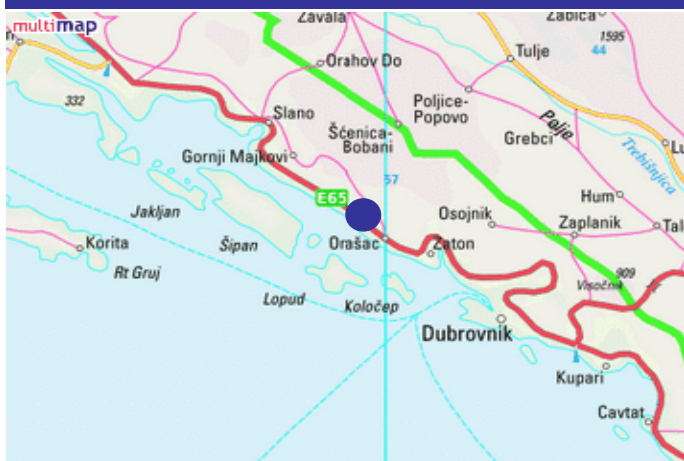 multimap
Zavala
Zabica
1595
Orahov Do
Tulje
44
332
Slano
Poljice-
Popovo
Polje
Šćenica-
Bobani
Grebci
Trebišnjica
Gornji Majkovi
57
E65
Hum
Jakljan
Osojnik
Zaplanik
Korita
Šipan
Orašac
Zaton
Rt Gruj
909
Visočnik
Lopud
Koločep
Dubrovnik
Kupari
Cavtat